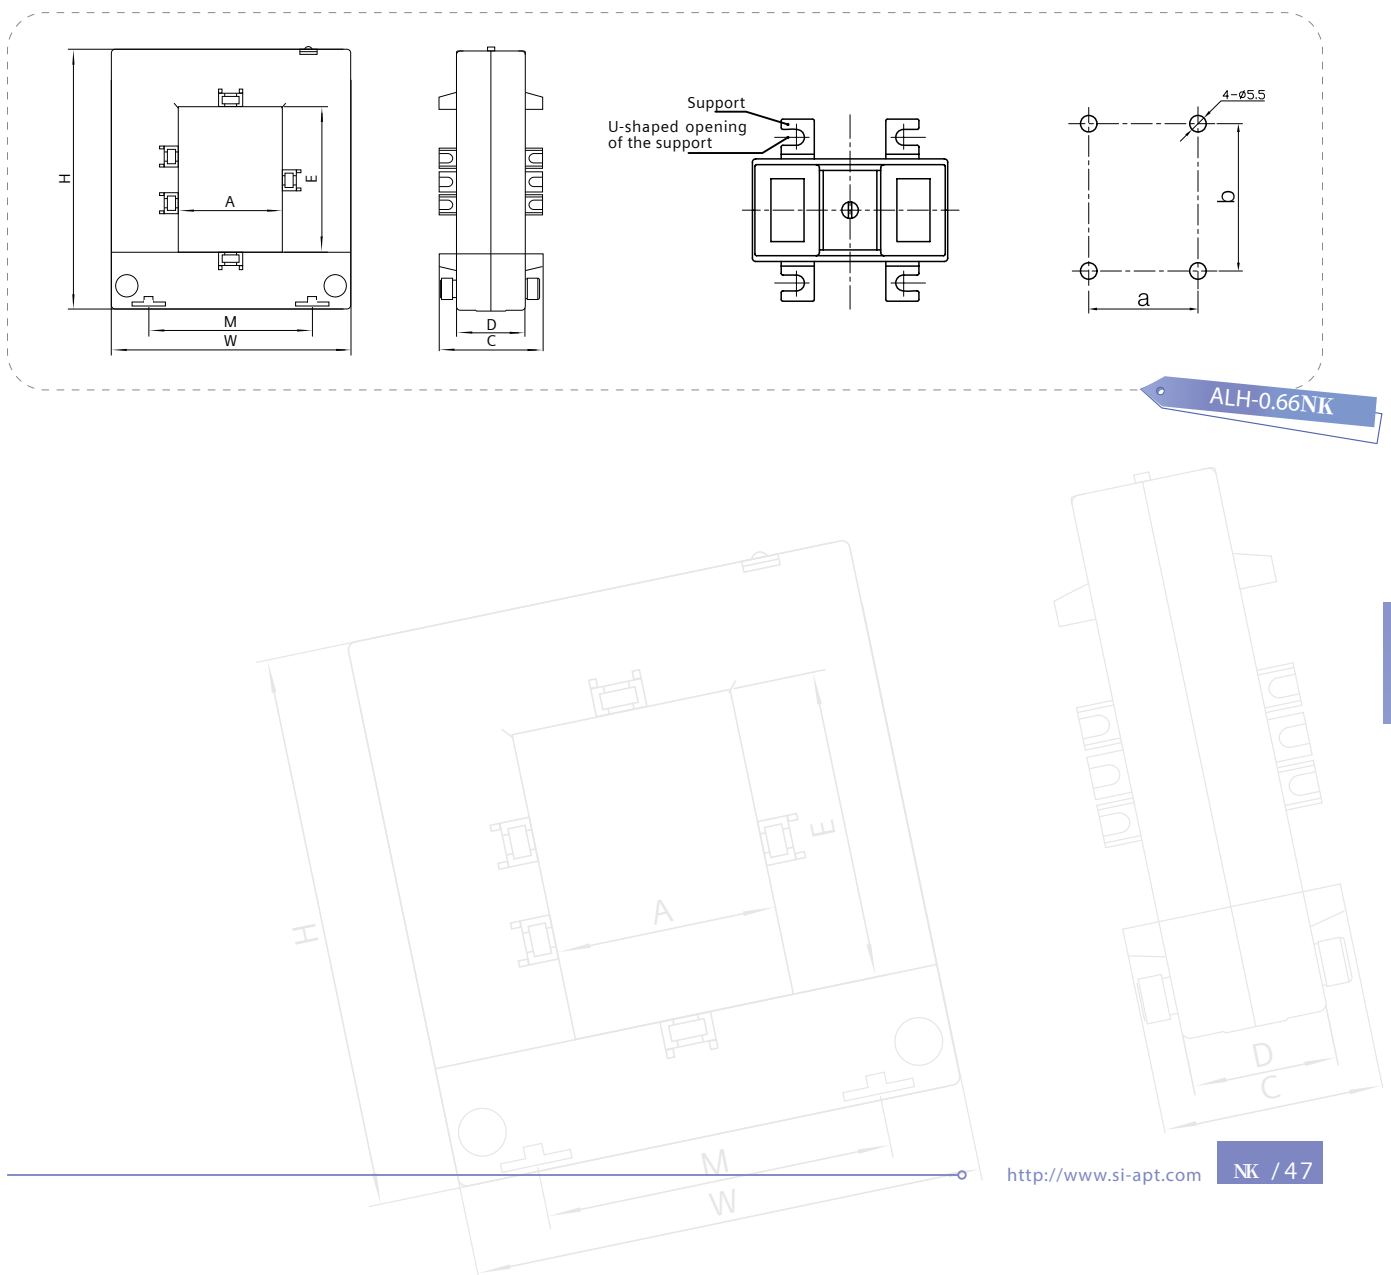 H
A
E
M
W
D
C
Support
U-shaped opening
of the support
4-ø5.5
b
a
ALH-0.66NK
H
A
E
M
W
D
C
http://www.si-apt.com
NK / 47